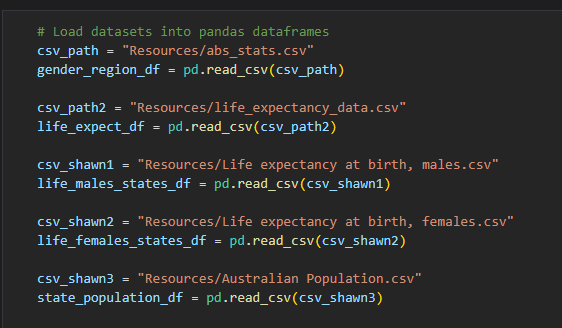 # Load datasets into pandas dataframes
csv_path = "Resources/abs_stats.csv"
gender_region_df = pd.read_csv(csv_path)
csv_path2 = "Resources/life_expectancy_data.csv"
life_expect_df = pd.read_csv(csv_path2)
csv_shawn1 = "Resources/Life expectancy at birth, males.csv"
life_males_states_df = pd.read_csv(csv_shawn1)
csv_shawn2 = "Resources/Life expectancy at birth, females.csv"
life_females_states_df = pd.read_csv(csv_shawn2)
csv_shawn3 = "Resources/Australian Population.csv"
state_population_df = pd.read_csv(csv_shawn3)